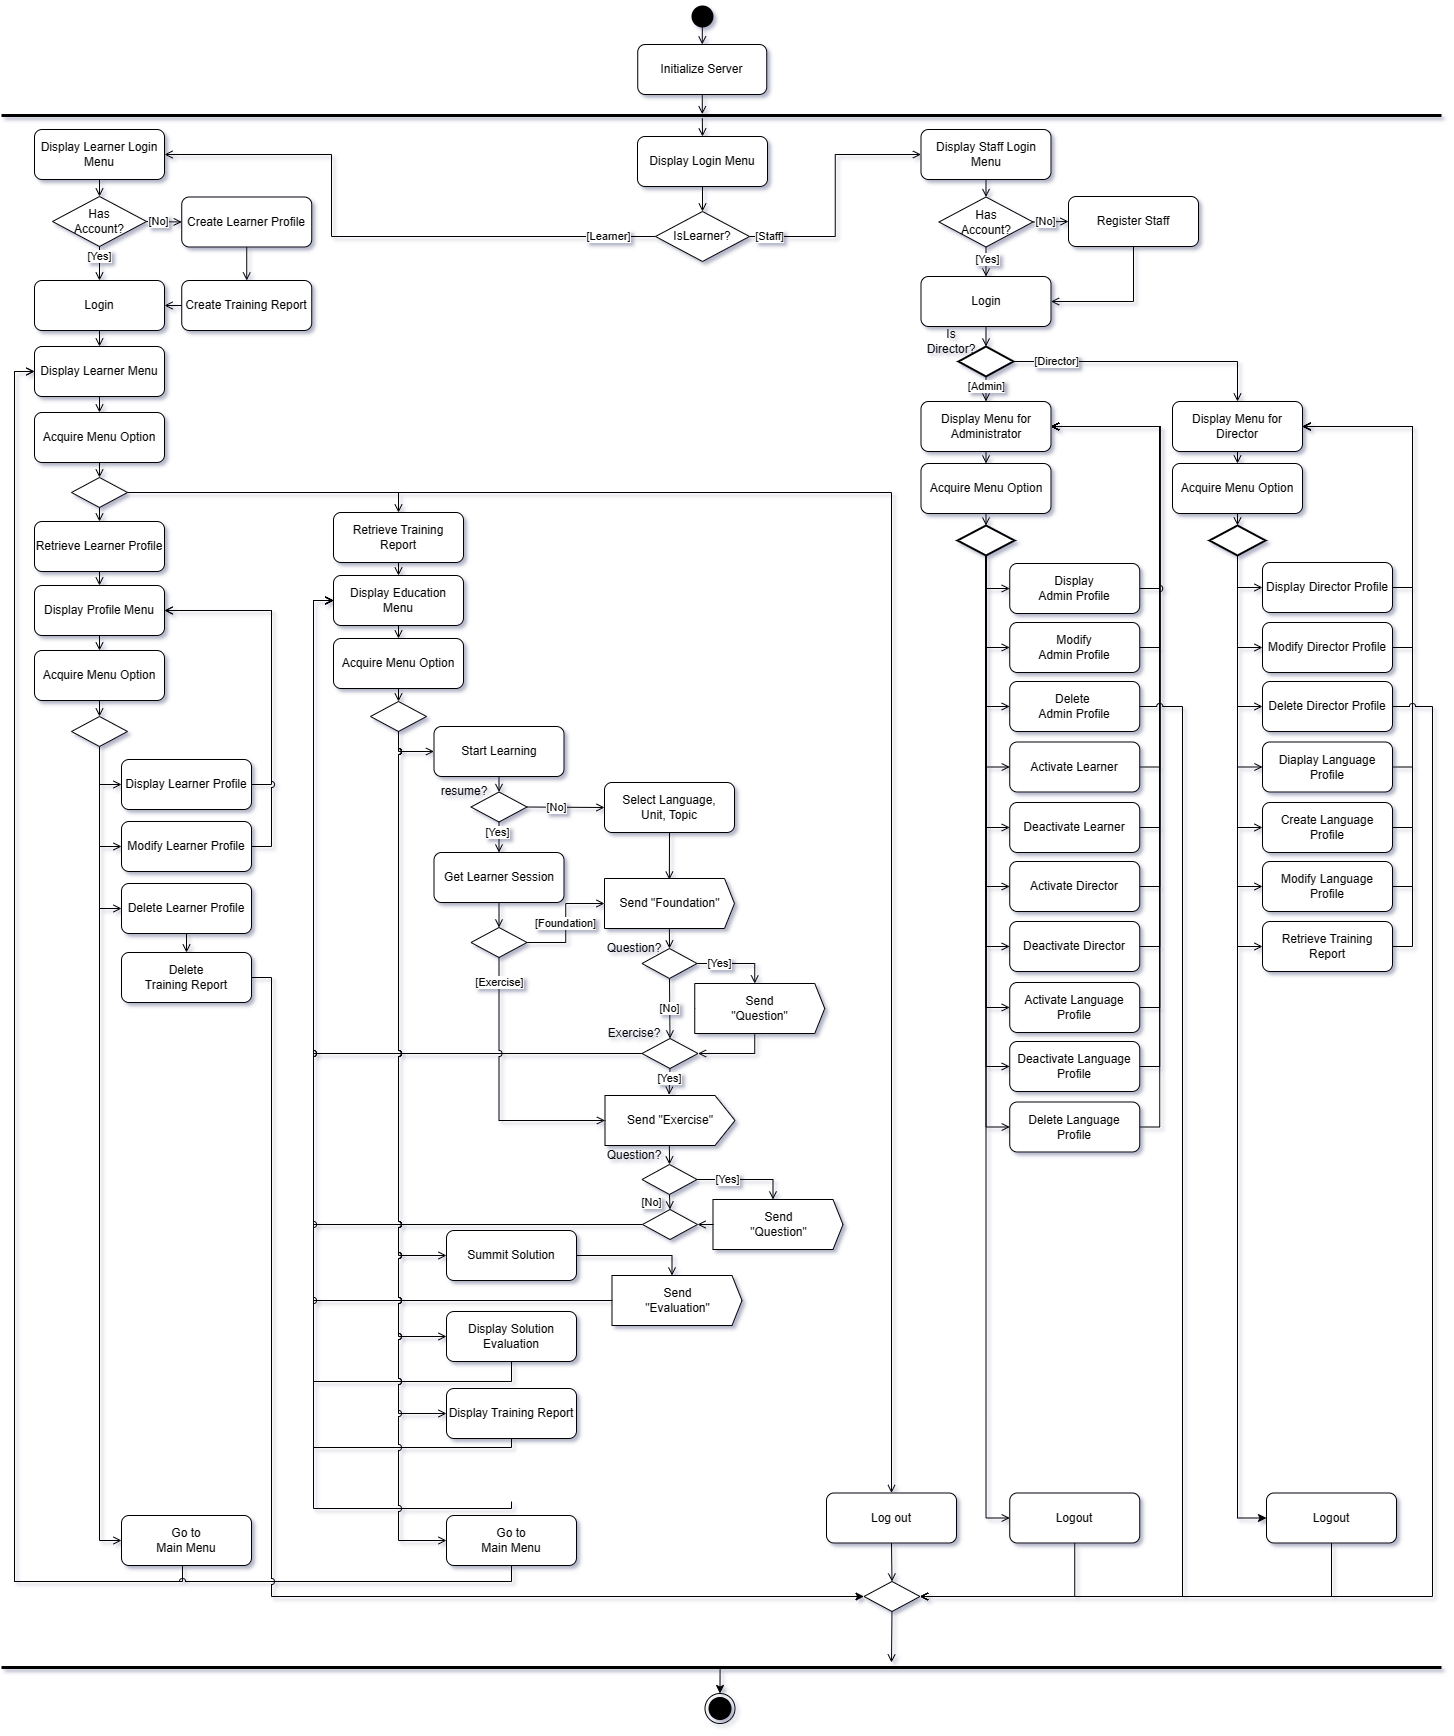 Initialize Server
Display Login Menu
IsLearner?
[Learner]
[Staff]
Display Learner Login
Menu
Has
Account?
[No]
Create Learner Profile
[Yes]
Login
Create Training Report
Display Learner Menu
Acquire Menu Option
Retrieve Learner Profile
Display Profile Menu
Acquire Menu Option
Display Learner Profile
Modify Learner Profile
Delete Learner Profile
Delete
Training Report
Go to
Main Menu
Retrieve Training
Report
Display Education
Menu
Acquire Menu Option
Start Learning
resume?
[No]
Select Language,
Unit, Topic
[Yes]
Get Learner Session
[Foundation]
Send "Foundation"
[Exercise]
Question?
[Yes]
Send
"Question"
[No]
Exercise?
[Yes]
Send "Exercise"
Question?
[Yes]
[No]
Send
"Question"
Summit Solution
Send
"Evaluation"
Display Solution
Evaluation
Display Training Report
Go to
Main Menu
Log out
Display Staff Login
Menu
Has
Account?
[No]
Register Staff
[Yes]
Login
Is
Director?
[Director]
[Admin]
Display Menu for
Administrator
Acquire Menu Option
Display
Admin Profile
Modify
Admin Profile
Delete
Admin Profile
Activate Learner
Deactivate Learner
Activate Director
Deactivate Director
Activate Language
Profile
Deactivate Language
Profile
Delete Language
Profile
Logout
Display Menu for
Director
Acquire Menu Option
Display Director Profile
Modify Director Profile
Delete Director Profile
Diaplay Language
Profile
Create Language
Profile
Modify Language
Profile
Retrieve Training
Report
Logout